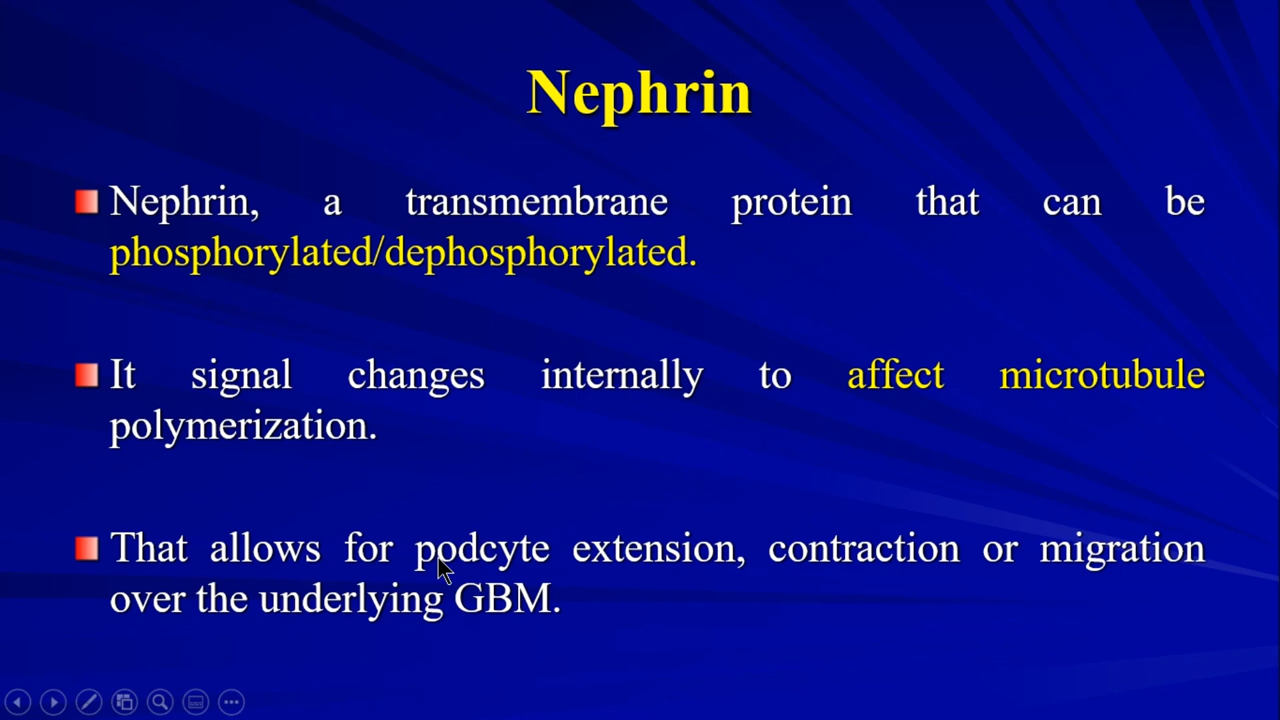 Nephrin
Nephrin, a transmembrane protein that can be
phosphorylated/dephosphorylated.
It signal changes internally to affect microtubule
polymerization.
That allows for podcyte extension, contraction or migration
over the underlying GBM.